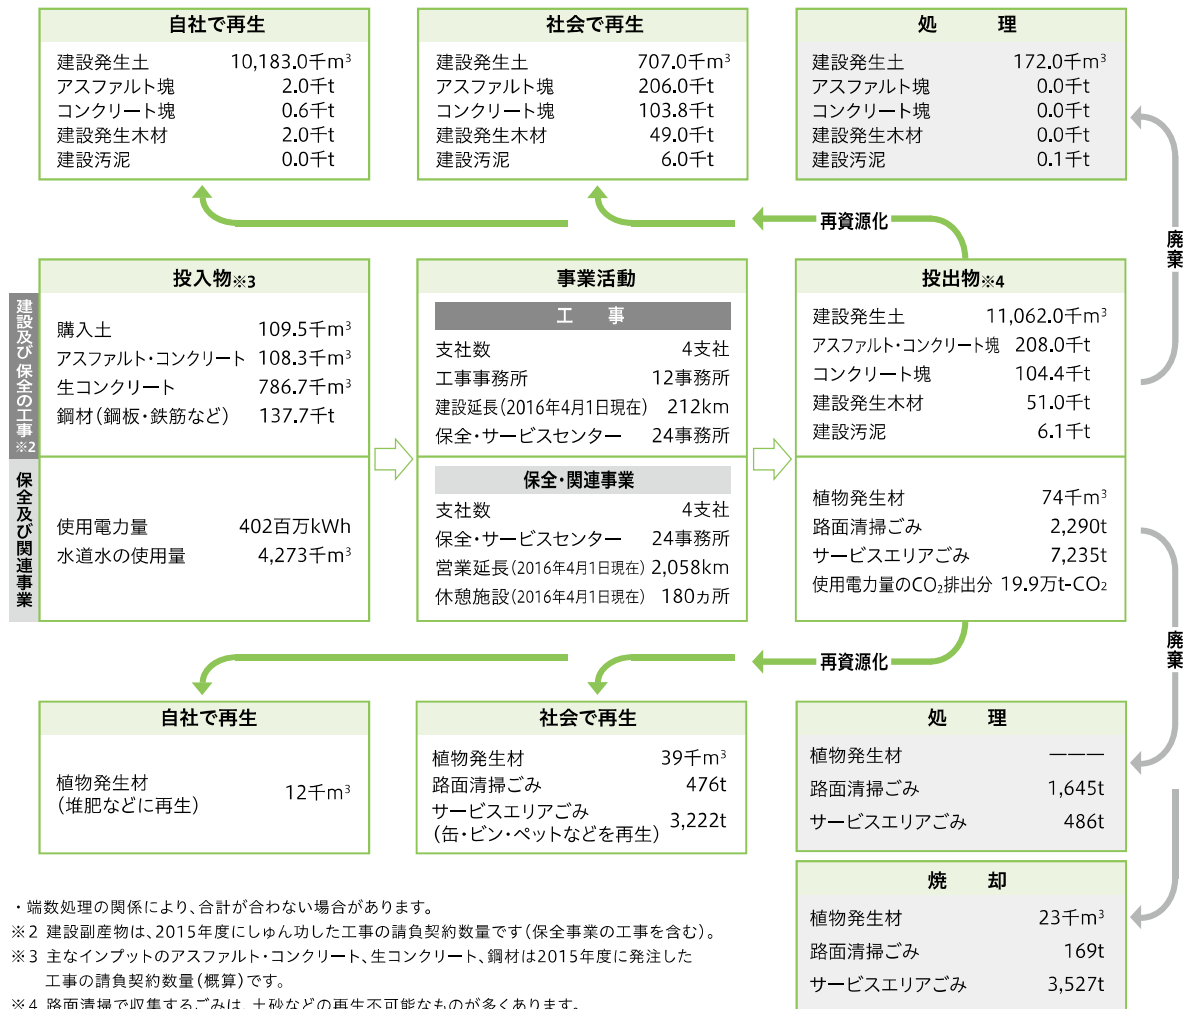 自社で再生
建設発生土 10,183.0千m³
アスファルト塊 2.0千t
コンクリート塊 0.6千t
建設発生木材 2.0千t
建設汚泥 0.0千t
社会で再生
建設発生土 707.0千m³
アスファルト塊 206.0千t
コンクリート塊 103.8千t
建設発生木材 49.0千t
建設汚泥 6.0千t
処 理
建設発生土 172.0千m³
アスファルト塊 0.0千t
コンクリート塊 0.0千t
建設発生木材 0.0千t
建設汚泥 0.1千t
再資源化
廃棄
建設及び保全の工事※2
投入物※3
購入土 109.5千m³
アスファルト・コンクリート 108.3千m³
生コンクリート 786.7千m³
鋼材(鋼板・鉄筋など) 137.7千t
事業活動
工 事
支社数 4支社
工事事務所 12事務所
建設延長(2016年4月1日現在) 212km
保全・サービスセンター 24事務所
投出物※4
建設発生土 11,062.0千m³
アスファルト・コンクリート塊 208.0千t
コンクリート塊 104.4千t
建設発生木材 51.0千t
建設汚泥 6.1千t
保全及び関連事業
使用電力量 402百万kWh
水道水の使用量 4,273千m³
保全・関連事業
支社数 4支社
保全・サービスセンター 24事務所
営業延長(2016年4月1日現在) 2,058km
休憩施設(2016年4月1日現在) 180ヵ所
植物発生材 74千m³
路面清掃ごみ 2,290t
サービスエリアごみ 7,235t
使用電力量のCO₂排出分 19.9万t-CO₂
再資源化
廃棄
自社で再生
植物発生材
(堆肥などに再生) 12千m³
社会で再生
植物発生材 39千m³
路面清掃ごみ 476t
サービスエリアごみ
(缶・ビン・ペットなどを再生) 3,222t
処 理
植物発生材 ———
路面清掃ごみ 1,645t
サービスエリアごみ 486t
焼 却
植物発生材 23千m³
路面清掃ごみ 169t
サービスエリアごみ 3,527t
・端数処理の関係により、合計が合わない場合があります。
※2 建設副産物は、2015年度にしゅん功した工事の請負契約数量です(保全事業の工事を含む)。
※3 主なインプットのアスファルト・コンクリート、生コンクリート、鋼材は2015年度に発注した
工事の請負契約数量(概算)です。
※4 路面清掃で収集するごみは、土砂などの再生不可能なものが多くあります。